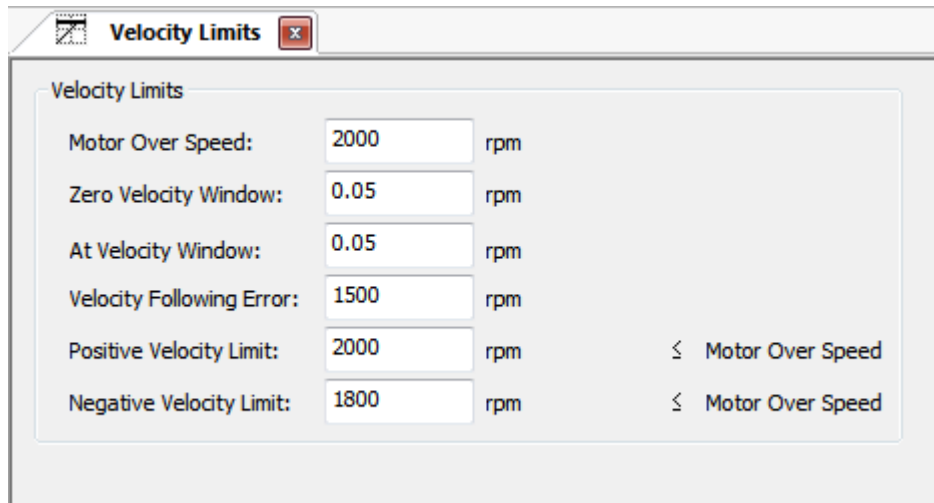 Velocity Limits x
Velocity Limits
Motor Over Speed: 2000 rpm
Zero Velocity Window: 0.05 rpm
At Velocity Window: 0.05 rpm
Velocity Following Error: 1500 rpm
Positive Velocity Limit: 2000 rpm ≤ Motor Over Speed
Negative Velocity Limit: 1800 rpm ≤ Motor Over Speed